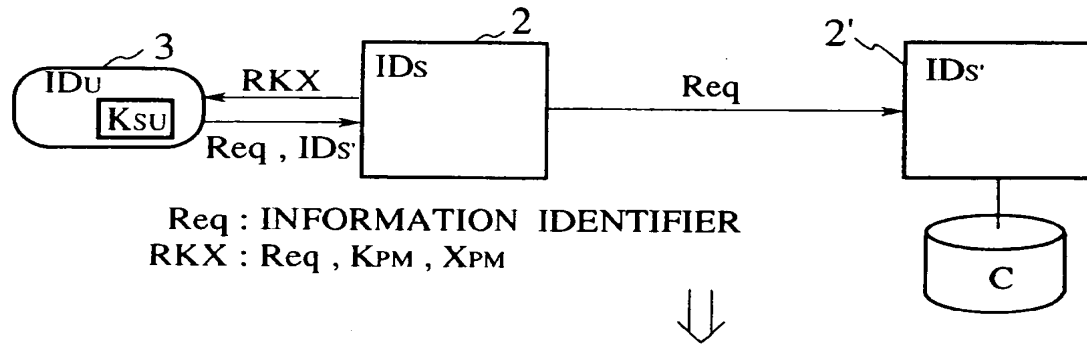 3
2
2'
IDU
KSU
RKX
Req , IDS'
IDS
Req
IDS'
Req : INFORMATION IDENTIFIER
RKX : Req , KPM , XPM
C